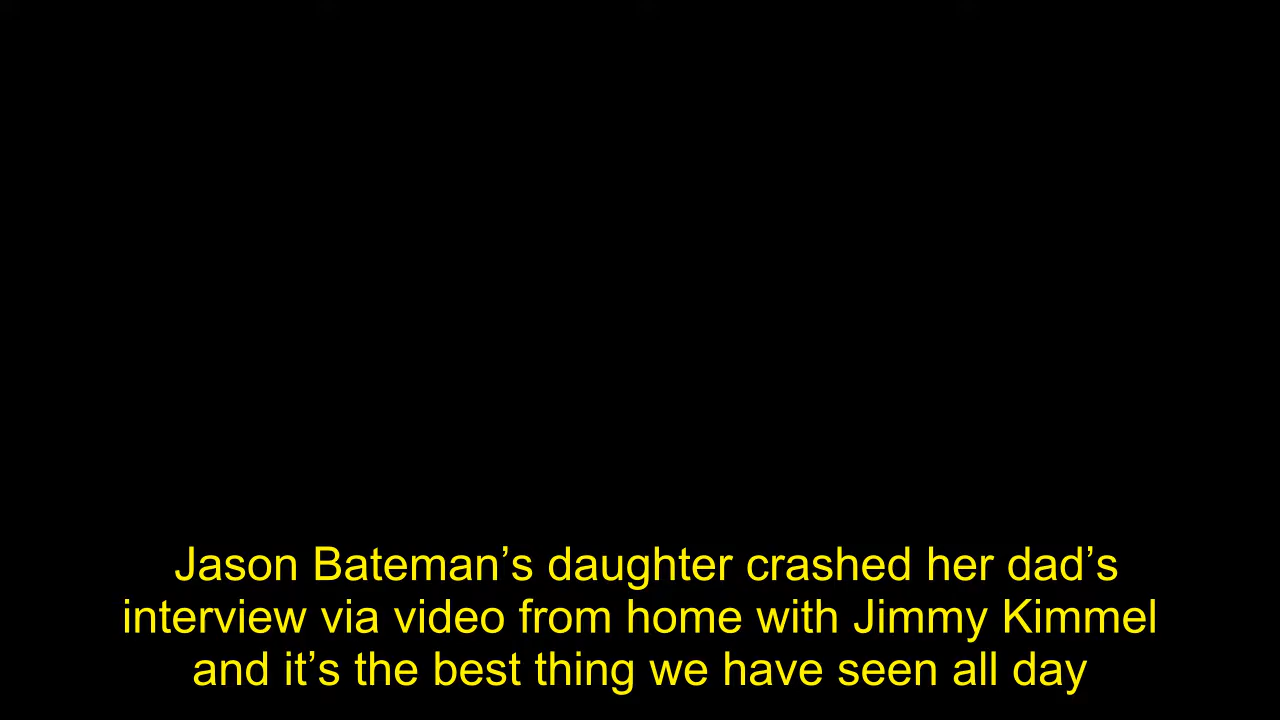 Jason Bateman’s daughter crashed her dad’s
interview via video from home with Jimmy Kimmel
and it’s the best thing we have seen all day